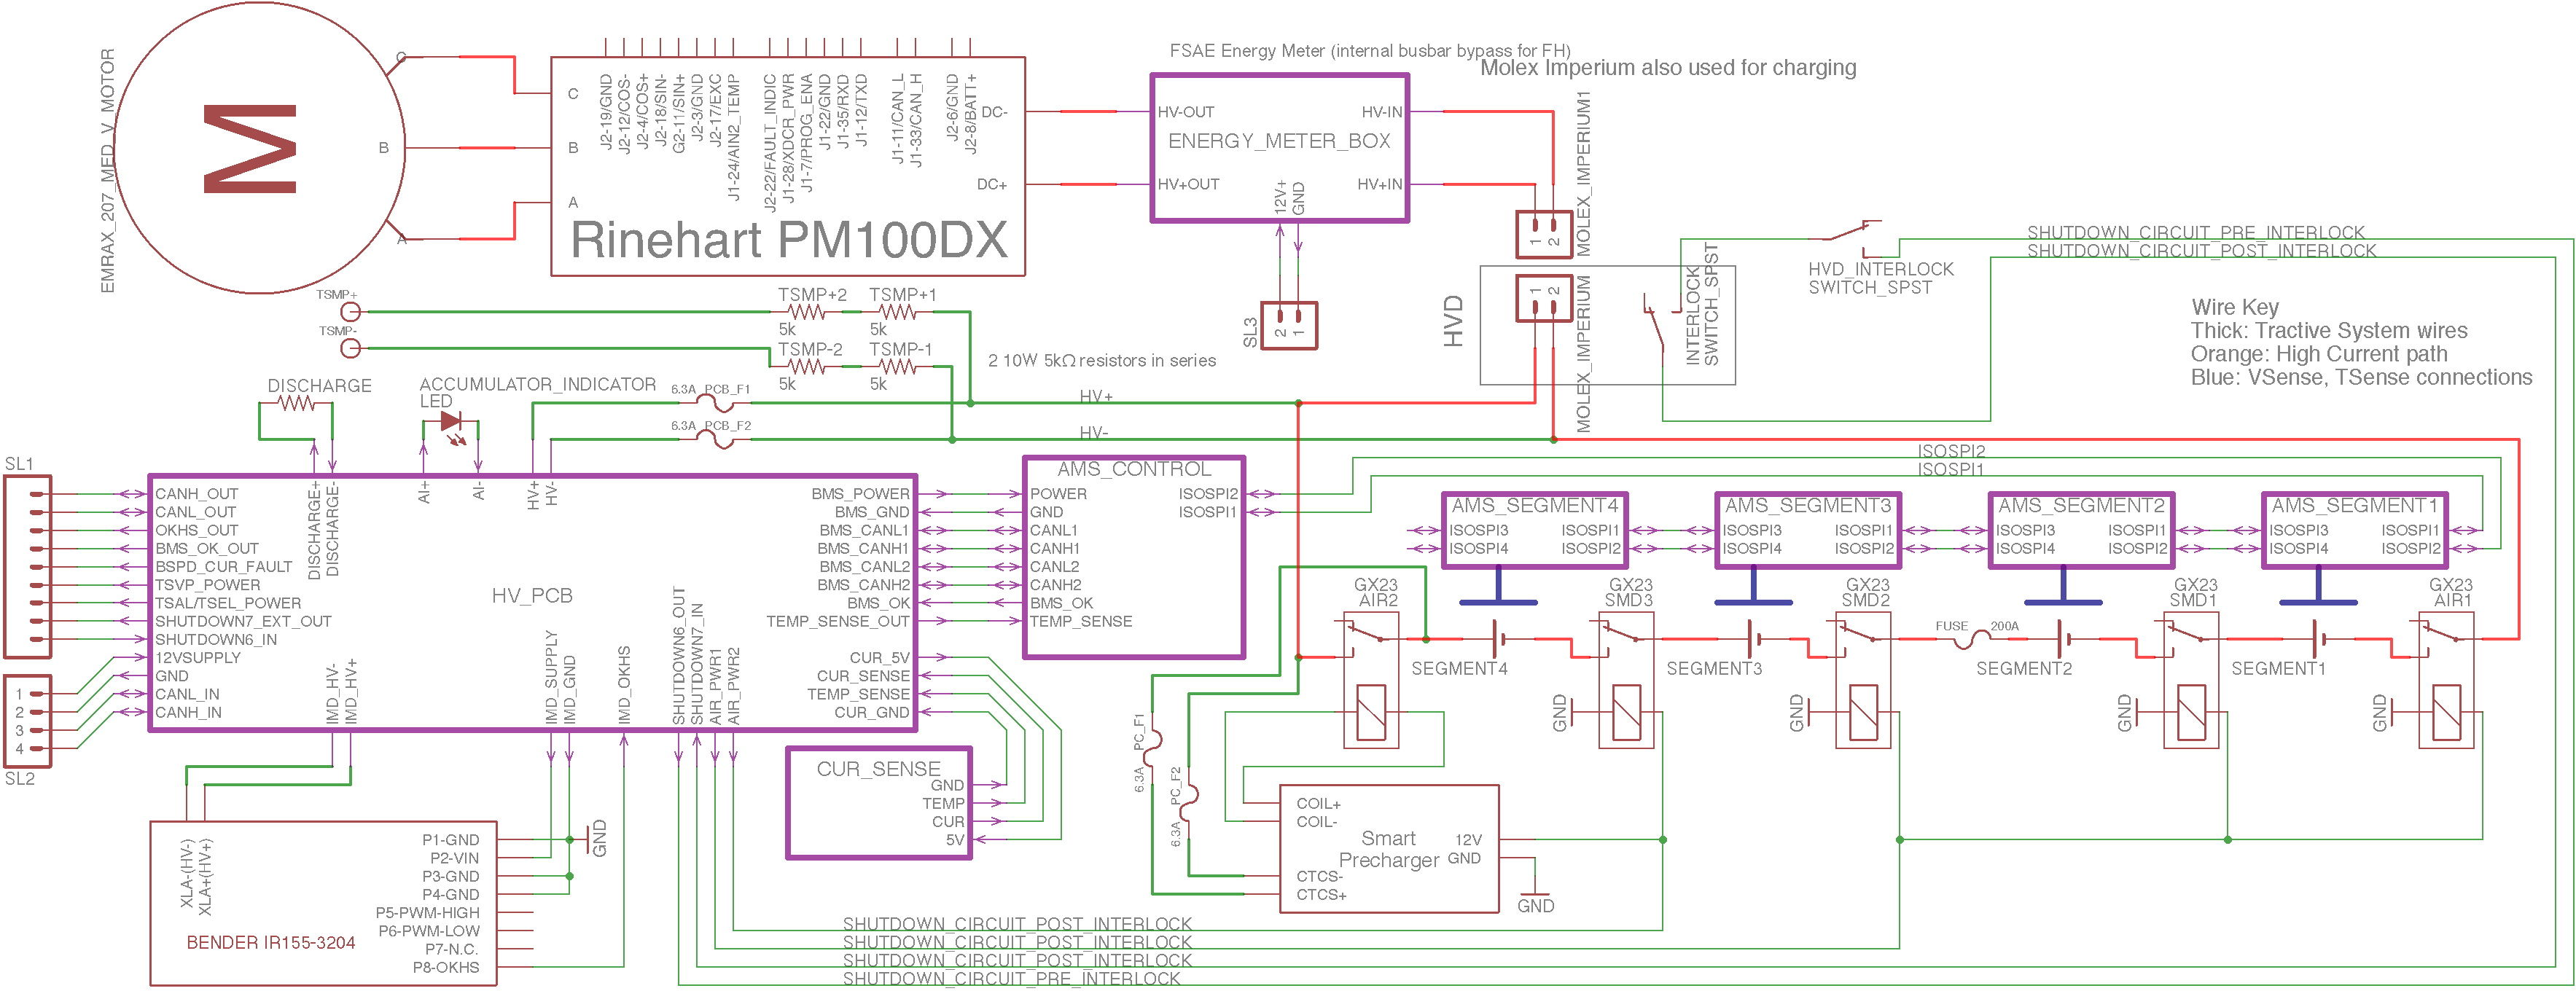 EMRAX_207_MED_V_MOTOR
M
C
B
A
C
B
A
J2-19/GND
J2-12/COS-
J2-4/COS+
J2-18/SIN-
G2-11/SIN+
J2-3/GND
J2-17/EXC
J1-24/AIN2_TEMP
J2-22/FAULT_INDIC
J1-28/XDCR_PWR
J1-7/PROG_ENA
J1-22/GND
J1-35/RXD
J1-12/TXD
J1-11/CAN_L
J1-33/CAN_H
J2-6/GND
J2-8/BATT+
DC-
DC+
Rinehart PM100DX
FSAE Energy Meter (internal busbar bypass for FH)
Molex Imperium also used for charging
HV-OUT
HV-IN
ENERGY_METER_BOX
HV+OUT
HV+IN
12V+
GND
SL3
2
1
MOLEX_IMPERIUM1
1
2
HVD
1
2
MOLEX_IMPERIUM
INTERLOCK
SWITCH_SPST
HVD_INTERLOCK
SWITCH_SPST
SHUTDOWN_CIRCUIT_PRE_INTERLOCK
SHUTDOWN_CIRCUIT_POST_INTERLOCK
Wire Key
Thick: Tractive System wires
Orange: High Current path
Blue: VSense, TSense connections
TSMP+
TSMP-
TSMP+2
TSMP+1
5k
5k
TSMP-2
TSMP-1
5k
5k
2 10W 5kΩ resistors in series
DISCHARGE
ACCUMULATOR_INDICATOR
LED
6.3A PCB_F1
6.3A PCB_F2
HV+
HV-
SL1
CANH_OUT
CANL_OUT
OKHS_OUT
BMS_OK_OUT
BSPD_CUR_FAULT
TSVP_POWER
TSAL/TSEL_POWER
SHUTDOWN7_EXT_OUT
SHUTDOWN6_IN
12VSUPPLY
GND
CANL_IN
CANH_IN
1
2
3
4
SL2
DISCHARGE+
DISCHARGE-
AI+
AI-
HV+
HV-
HV_PCB
IMD_HV-
IMD_HV+
IMD_SUPPLY
IMD_GND
IMD_OKHS
SHUTDOWN6_OUT
SHUTDOWN7_IN
AIR_PWR1
AIR_PWR2
BMS_POWER
BMS_GND
BMS_CANL1
BMS_CANH1
BMS_CANL2
BMS_CANH2
BMS_OK
TEMP_SENSE_OUT
CUR_5V
CUR_SENSE
TEMP_SENSE
CUR_GND
AMS_CONTROL
POWER
GND
CANL1
CANH1
CANL2
CANH2
BMS_OK
TEMP_SENSE
ISOSPI2
ISOSPI1
ISOSPI2
ISOSPI1
AMS_SEGMENT4
ISOSPI3
ISOSPI1
ISOSPI4
ISOSPI2
AMS_SEGMENT3
ISOSPI3
ISOSPI1
ISOSPI4
ISOSPI2
AMS_SEGMENT2
ISOSPI3
ISOSPI1
ISOSPI4
ISOSPI2
AMS_SEGMENT1
ISOSPI3
ISOSPI1
ISOSPI4
ISOSPI2
GX23
AIR2
GX23
SMD3
GX23
SMD2
GX23
SMD1
GX23
AIR1
SEGMENT4
SEGMENT3
FUSE
200A
SEGMENT2
SEGMENT1
GND
GND
GND
GND
CUR_SENSE
GND
TEMP
CUR
5V
6.3A PC_F1
6.3A PC_F2
COIL+
COIL-
Smart
Precharger
12V
GND
CTCS-
CTCS+
GND
XLA-(HV-)
XLA+(HV+)
P1-GND
P2-VIN
P3-GND
P4-GND
P5-PWM-HIGH
P6-PWM-LOW
P7-N.C.
P8-OKHS
BENDER IR155-3204
GND
SHUTDOWN_CIRCUIT_POST_INTERLOCK
SHUTDOWN_CIRCUIT_POST_INTERLOCK
SHUTDOWN_CIRCUIT_POST_INTERLOCK
SHUTDOWN_CIRCUIT_PRE_INTERLOCK